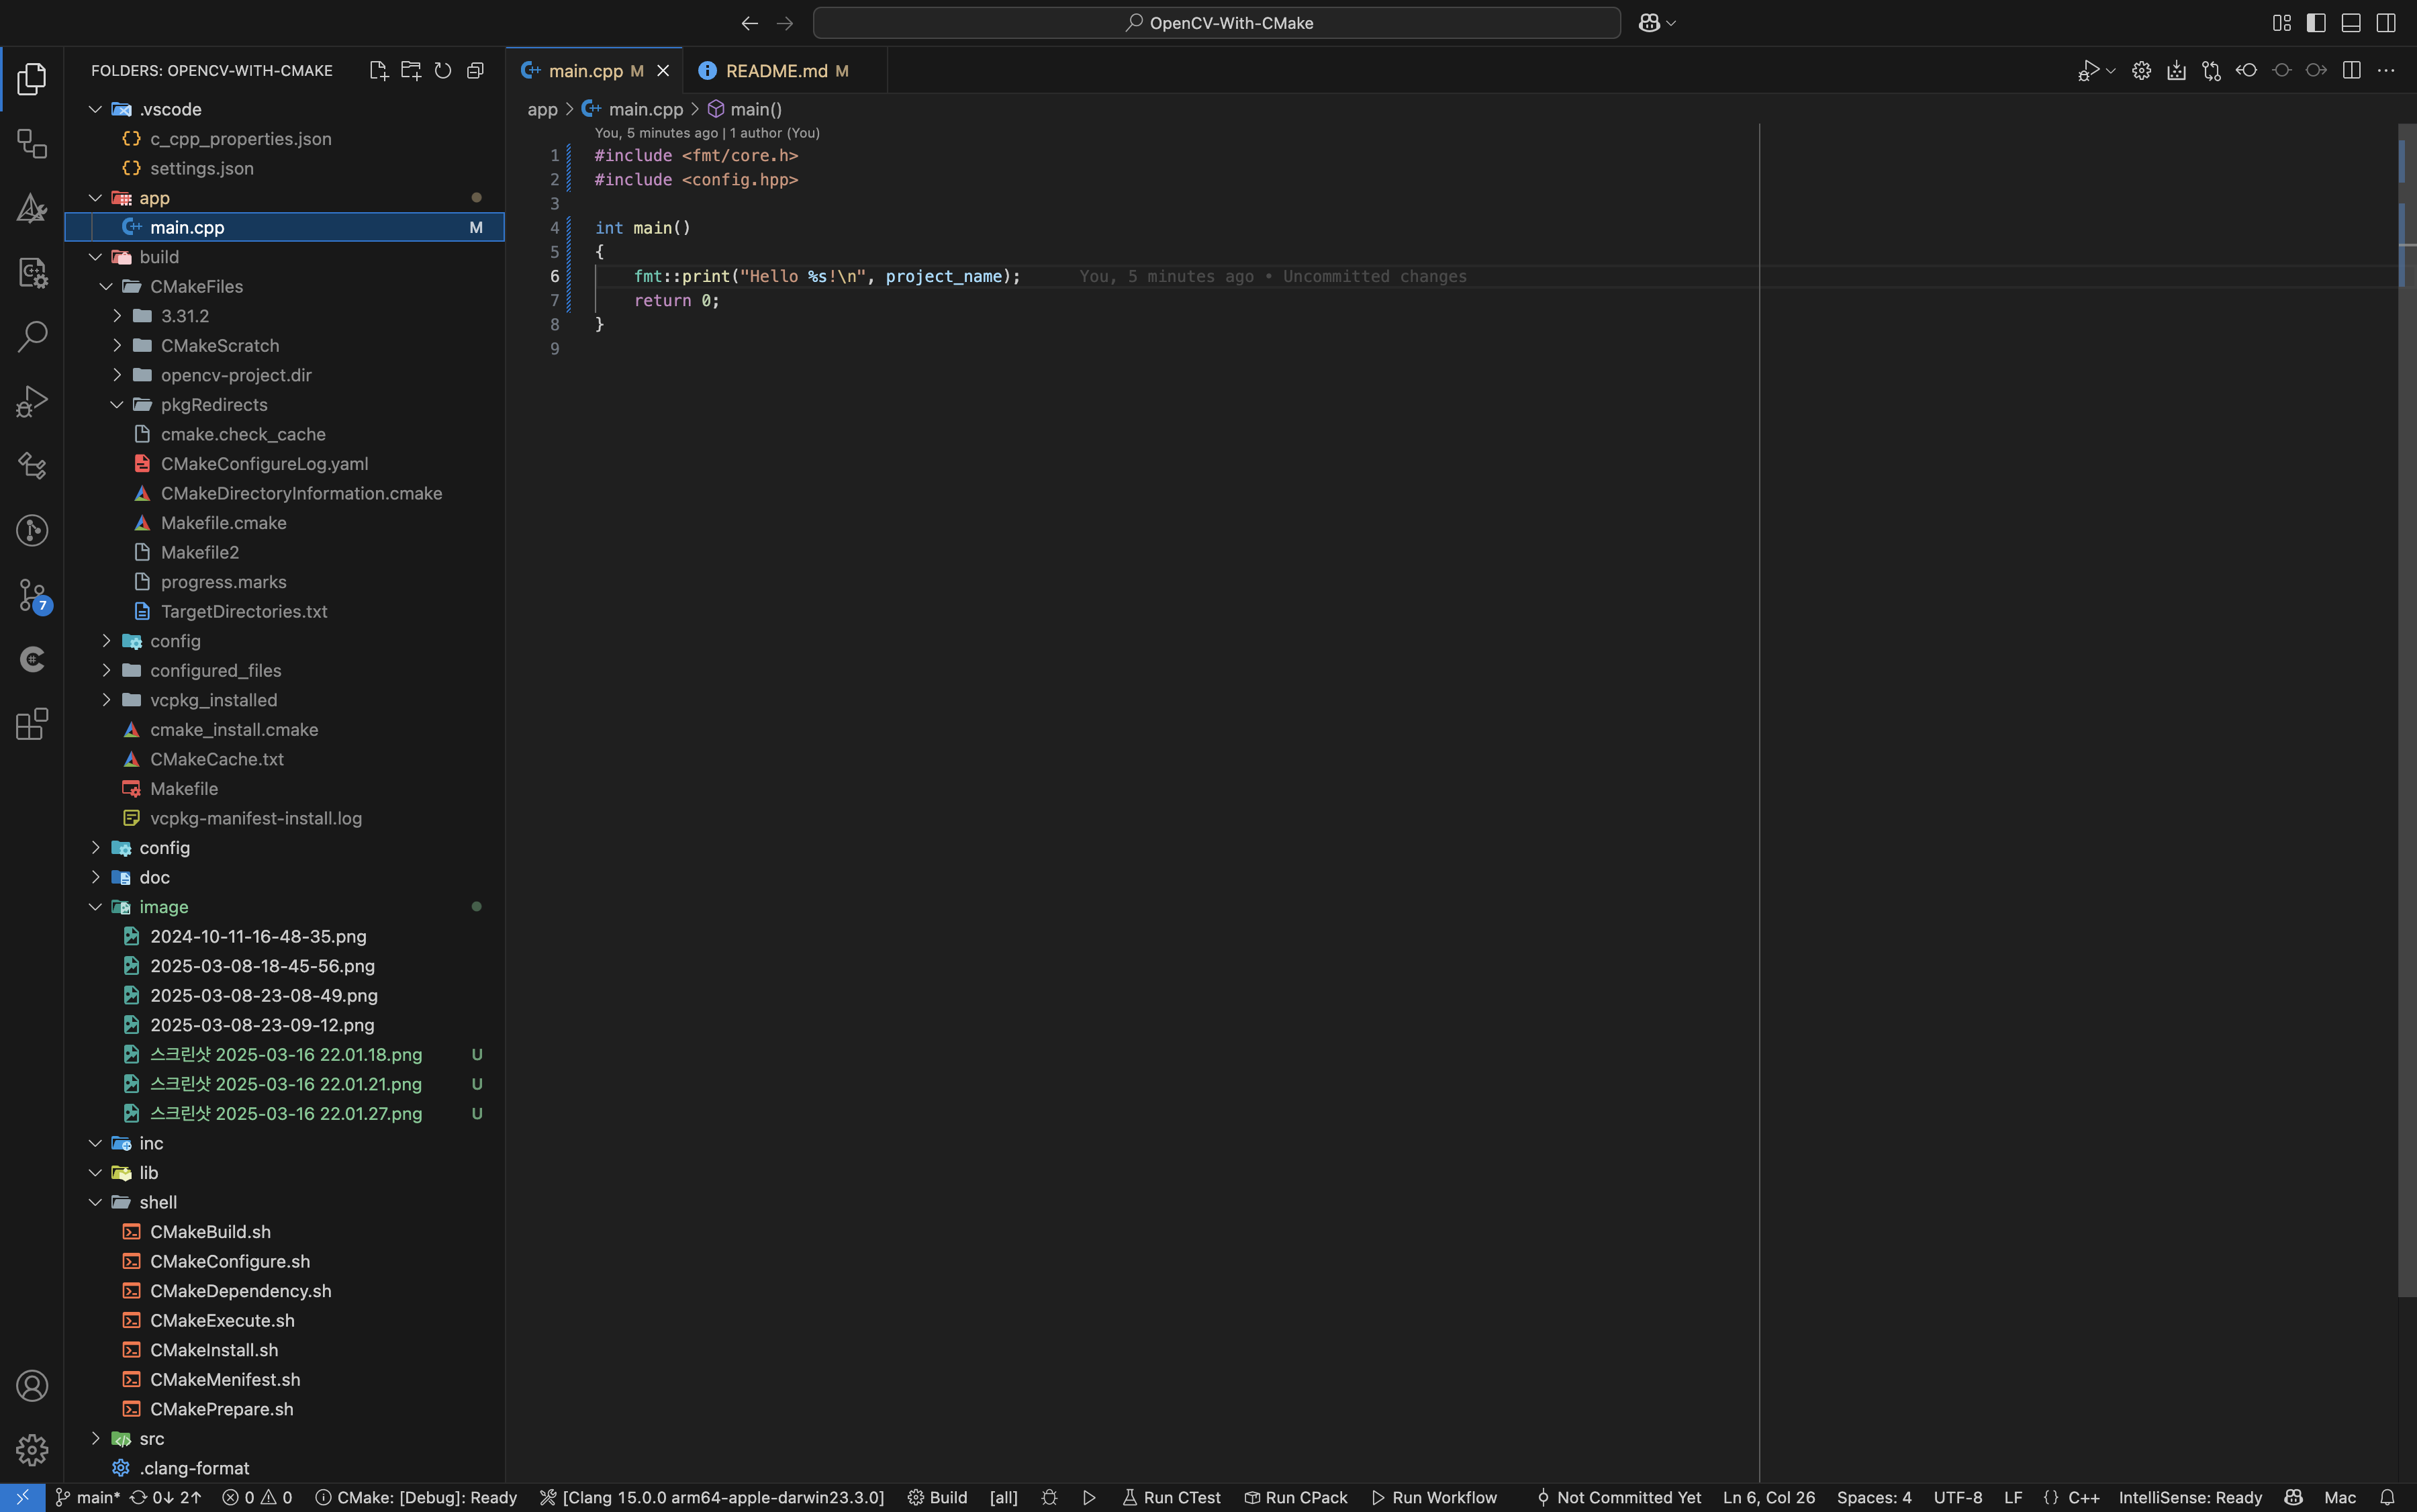 OpenCV-With-CMake
FOLDERS: OPENCV-WITH-CMAKE
.vscode
c_cpp_properties.json
settings.json
app
main.cpp M
build
CMakeFiles
3.31.2
CMakeScratch
opencv-project.dir
pkgRedirects
cmake.check_cache
CMakeConfigureLog.yaml
CMakeDirectoryInformation.cmake
Makefile.cmake
Makefile2
progress.marks
TargetDirectories.txt
config
configured_files
vcpkg_installed
cmake_install.cmake
CMakeCache.txt
Makefile
vcpkg-manifest-install.log
config
doc
image
2024-10-11-16-48-35.png
2025-03-08-18-45-56.png
2025-03-08-23-08-49.png
2025-03-08-23-09-12.png
스크린샷 2025-03-16 22.01.18.png U
스크린샷 2025-03-16 22.01.21.png U
스크린샷 2025-03-16 22.01.27.png U
inc
lib
shell
CMakeBuild.sh
CMakeConfigure.sh
CMakeDependency.sh
CMakeExecute.sh
CMakeInstall.sh
CMakeMenifest.sh
CMakePrepare.sh
src
.clang-format
7
main.cpp M
README.md M
app > main.cpp > main()
You, 5 minutes ago | 1 author (You)
1 #include <fmt/core.h>
2 #include <config.hpp>
3
4 int main()
5 {
6 fmt::print("Hello %s!\n", project_name); You, 5 minutes ago • Uncommitted changes
7 return 0;
8 }
9
main* 0↓ 2↑ 0 0 CMake: [Debug]: Ready [Clang 15.0.0 arm64-apple-darwin23.3.0] Build [all] Run CTest Run CPack Run Workflow Not Committed Yet Ln 6, Col 26 Spaces: 4 UTF-8 LF {} C++ IntelliSense: Ready Mac